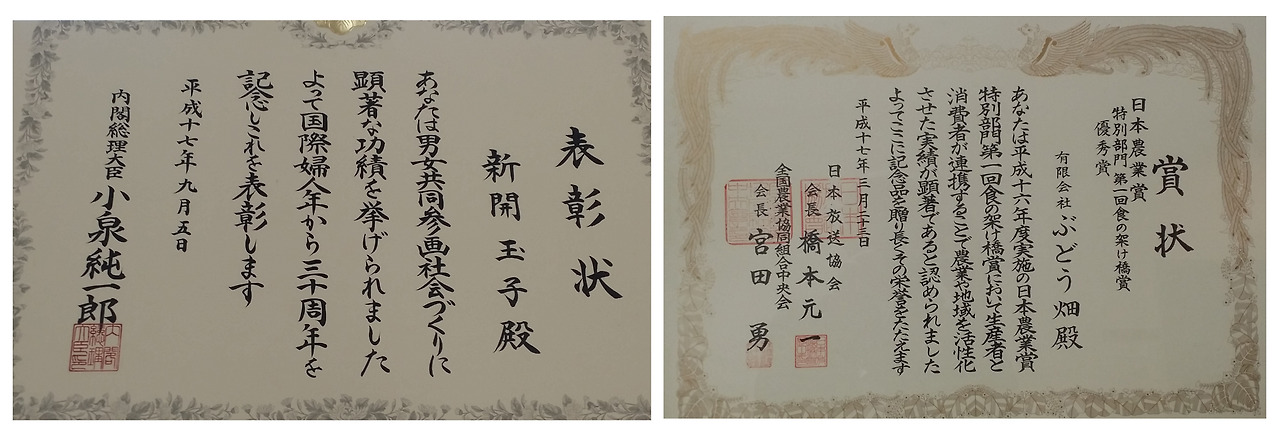 表彰状
新開玉子殿
あなたは男女共同参画社会づくりに
顕著な功績を挙げられました
よって国際婦人年から三十周年を
記念しこれを表彰します
平成十七年九月五日
内閣総理大臣 小泉純一郎
賞状
日本農業賞
特別部門 第一回食の架け橋賞
優秀賞
有限会社 ぶどう畑殿
あなたは平成十六年度実施の日本農業賞
特別部門第一回食の架け橋賞において生産者と
消費者が連携することで農業や地域を活性化
させた実績が顕著であると認められました
よってここに記念品を贈り長くその栄誉をたたえます
平成十七年三月二十三日
日本放送協会
会長 橋本元一
全国農業協同組合中央会
会長 宮田勇